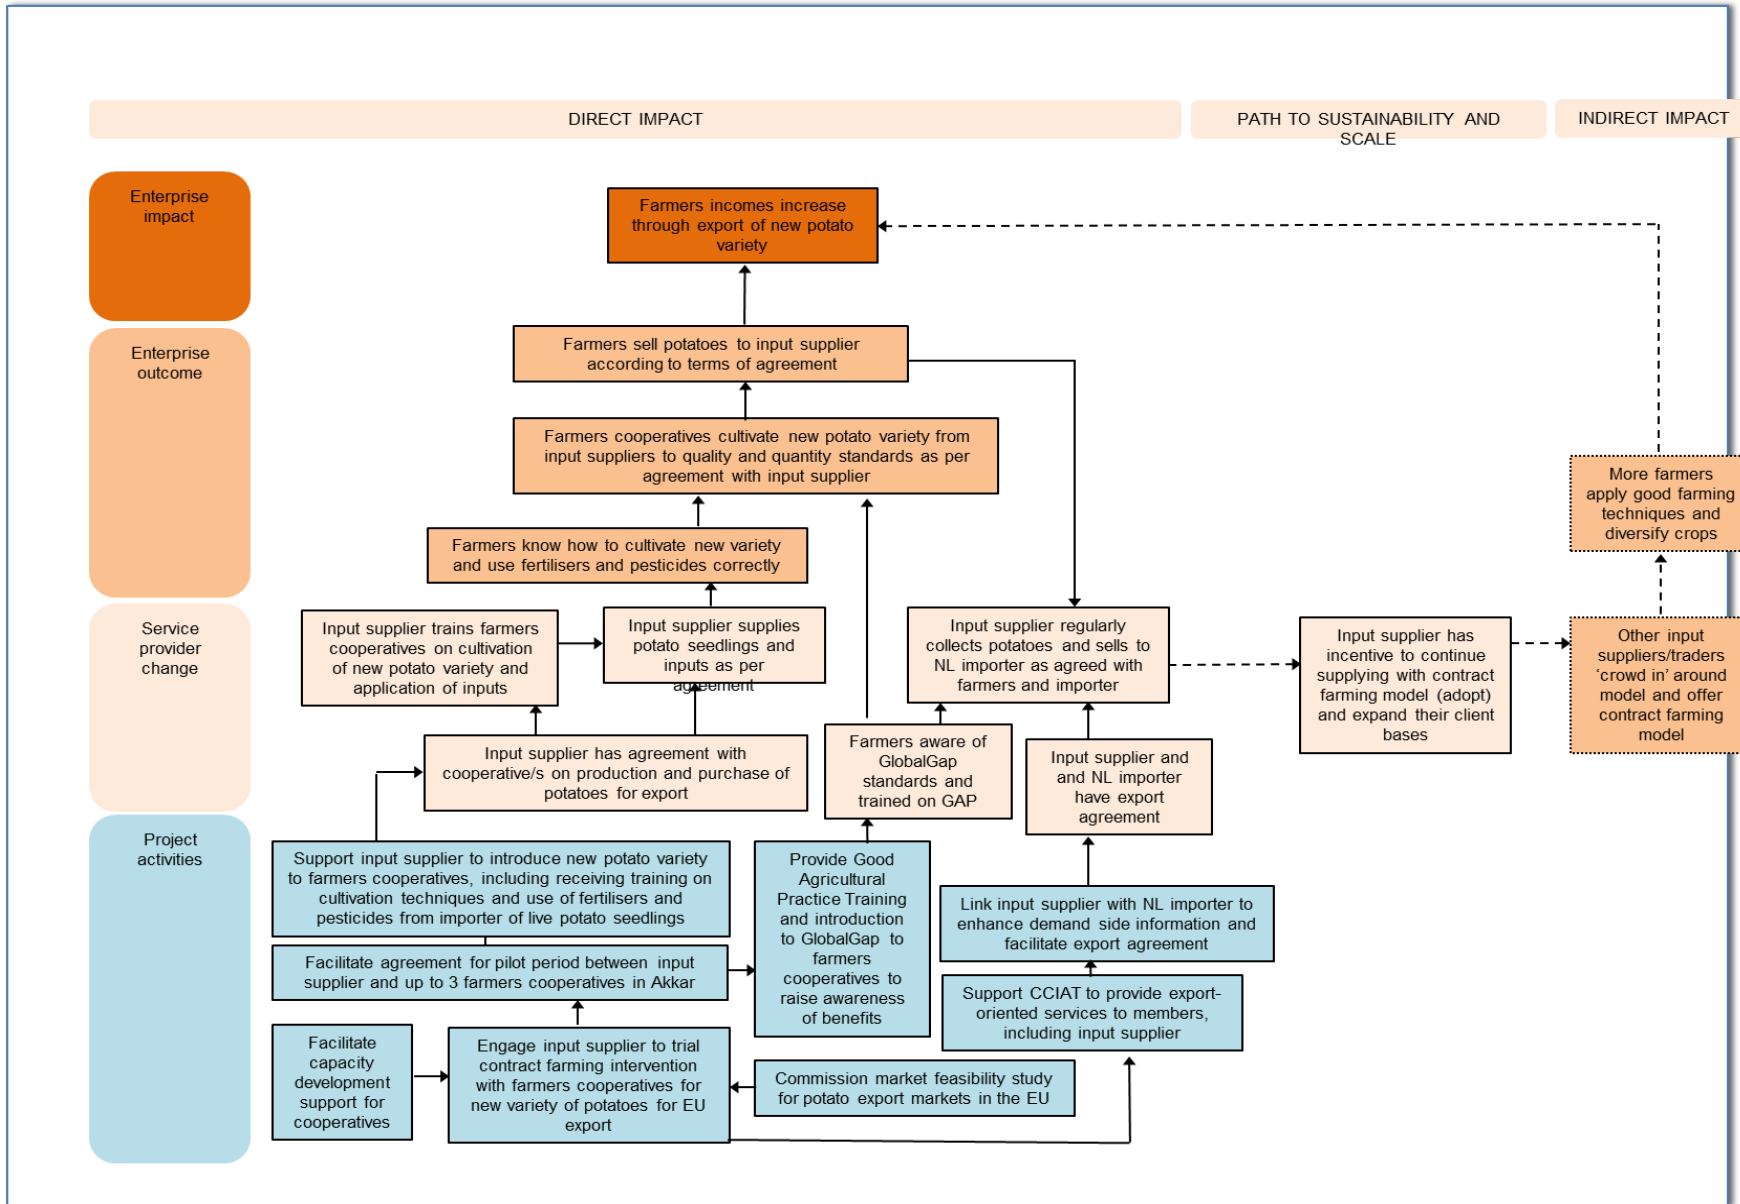 DIRECT IMPACT
PATH TO SUSTAINABILITY AND
SCALE
INDIRECT IMPACT
Enterprise
impact
Farmers incomes increase
through export of new potato
variety
Enterprise
outcome
Farmers sell potatoes to input supplier
according to terms of agreement
Farmers cooperatives cultivate new potato variety from
input suppliers to quality and quantity standards as per
agreement with input supplier
More farmers
apply good farming
techniques and
diversify crops
Farmers know how to cultivate new variety
and use fertilisers and pesticides correctly
Service
provider
change
Input supplier trains farmers
cooperatives on cultivation
of new potato variety and
application of inputs
Input supplier supplies
potato seedlings and
inputs as per
agreement
Input supplier regularly
collects potatoes and sells to
NL importer as agreed with
farmers and importer
Input supplier has
incentive to continue
supplying with contract
farming model (adopt)
and expand their client
bases
Other input
suppliers/traders
‘crowd in’ around
model and offer
contract farming
model
Input supplier has agreement with
cooperative/s on production and purchase of
potatoes for export
Farmers aware of
GlobalGap
standards and
trained on GAP
Input supplier and
and NL importer
have export
agreement
Project
activities
Support input supplier to introduce new potato variety
to farmers cooperatives, including receiving training on
cultivation techniques and use of fertilisers and
pesticides from importer of live potato seedlings
Provide Good
Agricultural
Practice Training
and introduction
to GlobalGap to
farmers
cooperatives to
raise awareness
of benefits
Link input supplier with NL importer to
enhance demand side information and
facilitate export agreement
Facilitate agreement for pilot period between input
supplier and up to 3 farmers cooperatives in Akkar
Support CCIAT to provide export-
oriented services to members,
including input supplier
Facilitate
capacity
development
support for
cooperatives
Engage input supplier to trial
contract farming intervention
with farmers cooperatives for
new variety of potatoes for EU
export
Commission market feasibility study
for potato export markets in the EU